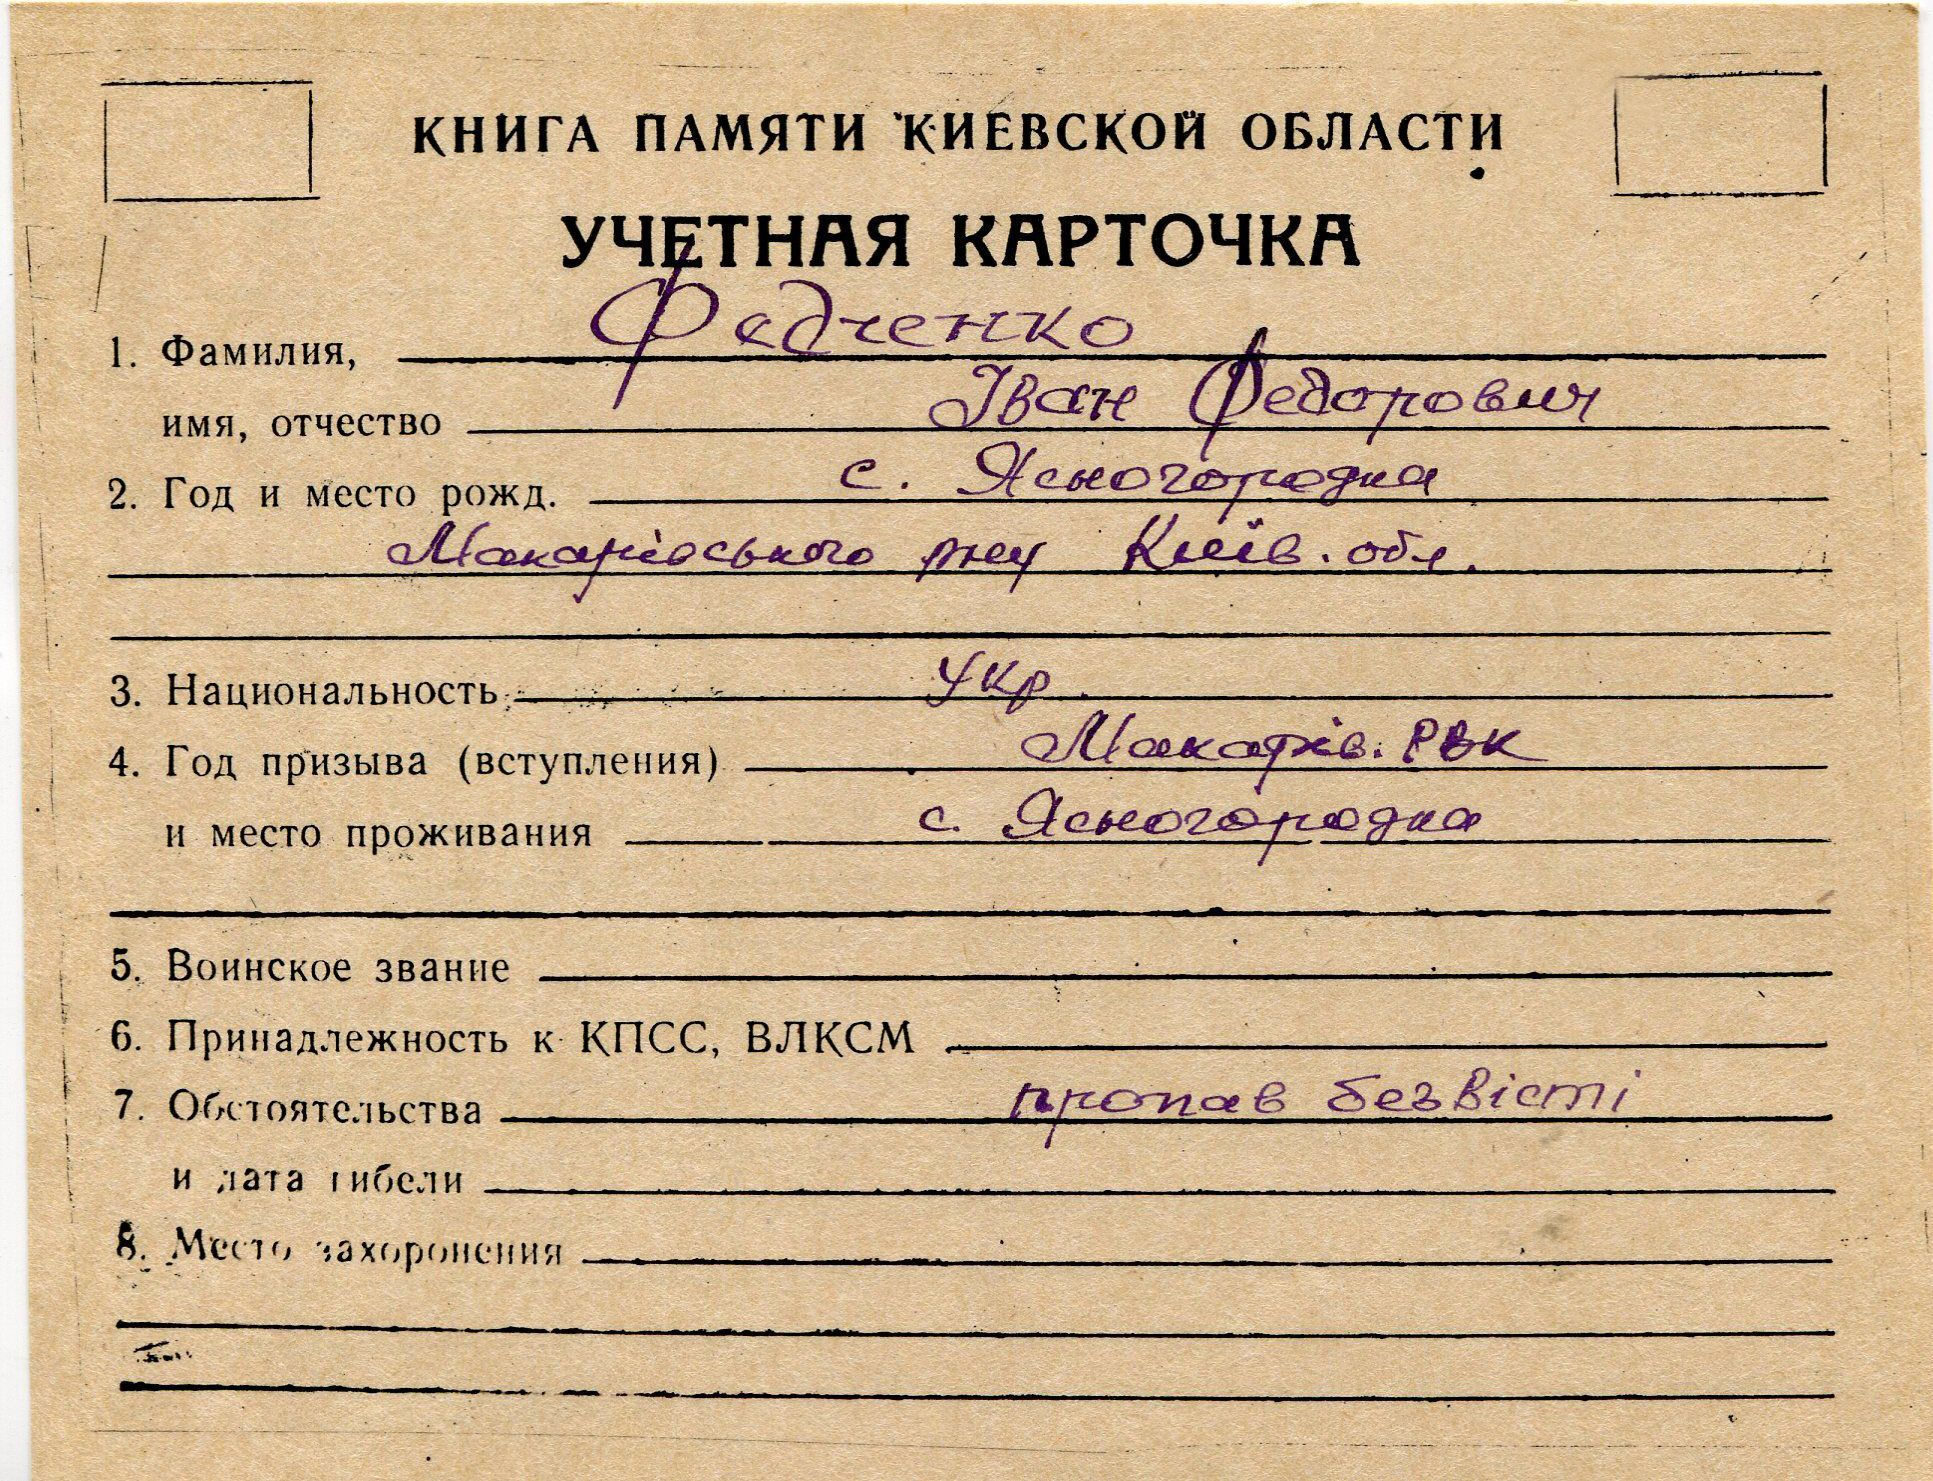 КНИГА ПАМЯТИ КИЕВСКОЙ ОБЛАСТИ
УЧЕТНАЯ КАРТОЧКА
1. Фамилия, Федченко
имя, отчество Іван Федорович
2. Год и место рожд. с. Ясногородка
Макарівського р-ну Київ. обл.
3. Национальность Укр.
4. Год призыва (вступления) Макарів. РВК
и место проживания с. Ясногородка
5. Воинское звание
6. Принадлежность к КПСС, ВЛКСМ
7. Обстоятельства пропав безвісті
и дата гибели
8. Место захоронения